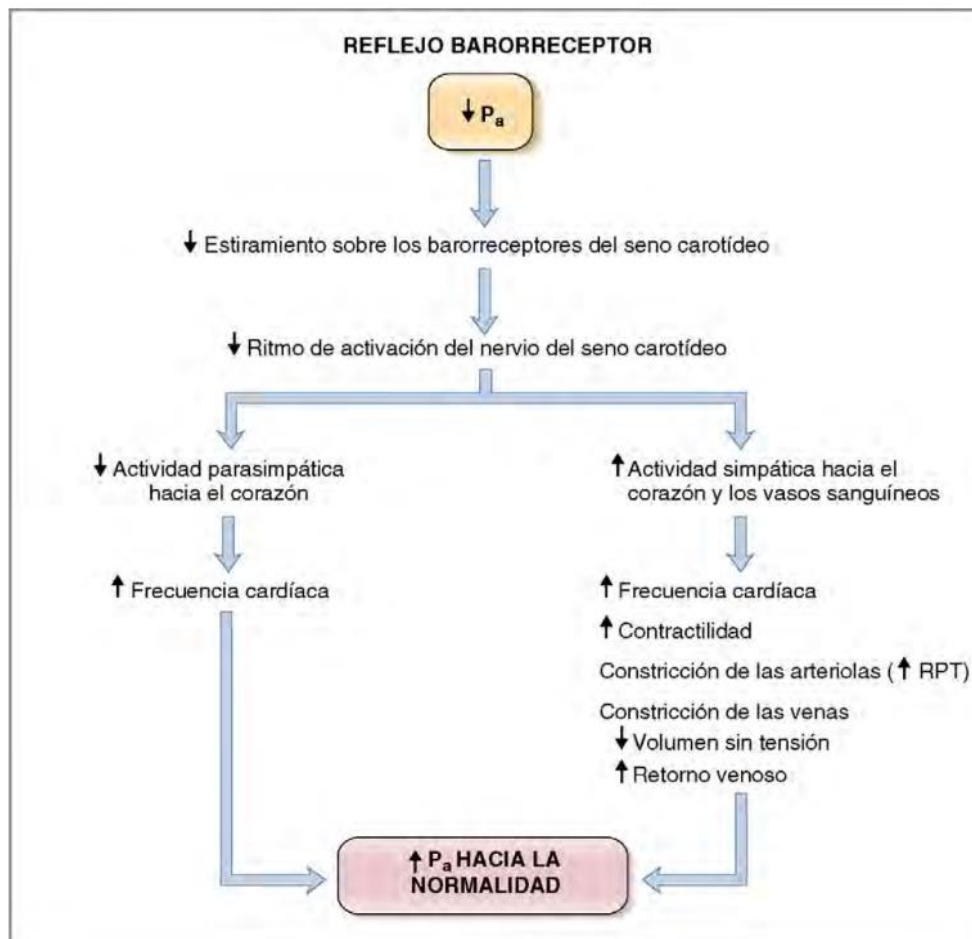 REFLEJO BARORRECEPTOR
↓ Pa
↓ Estiramiento sobre los barorreceptores del seno carotídeo
↓ Ritmo de activación del nervio del seno carotídeo
↓ Actividad parasimpática
hacia el corazón
↑ Frecuencia cardíaca
↑ Actividad simpática hacia el
corazón y los vasos sanguíneos
↑ Frecuencia cardíaca
↑ Contractilidad
Constricción de las arteriolas (↑ RPT)
Constricción de las venas
↓ Volumen sin tensión
↑ Retorno venoso
↑ Pa HACIA LA
NORMALIDAD